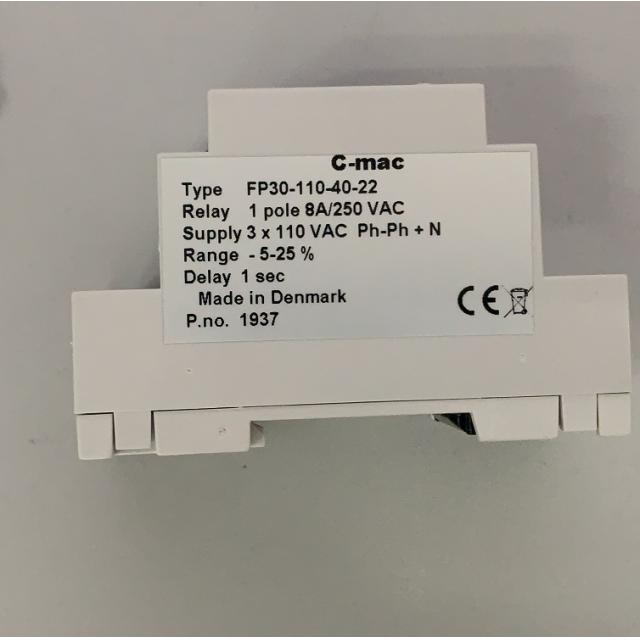 C-mac
Type FP30-110-40-22
Relay 1 pole 8A/250 VAC
Supply 3 x 110 VAC Ph-Ph + N
Range - 5-25 %
Delay 1 sec
Made in Denmark
P.no. 1937
CE